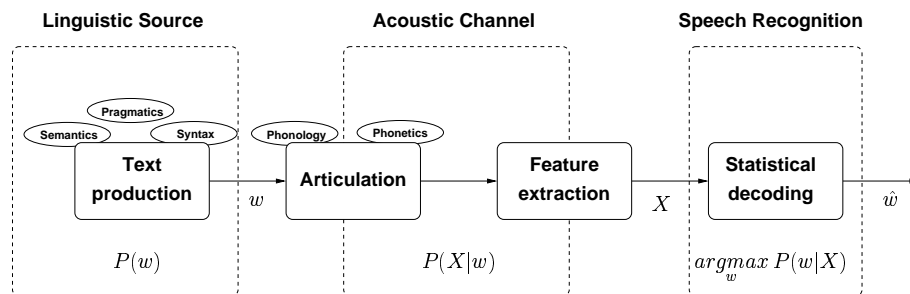 Linguistic Source
Acoustic Channel
Speech Recognition
Pragmatics
Semantics
Syntax
Phonology
Phonetics
Text
production
w
Articulation
Feature
extraction
X
Statistical
decoding
ŵ
P(w)
P(X|w)
argmax P(w|X)
w